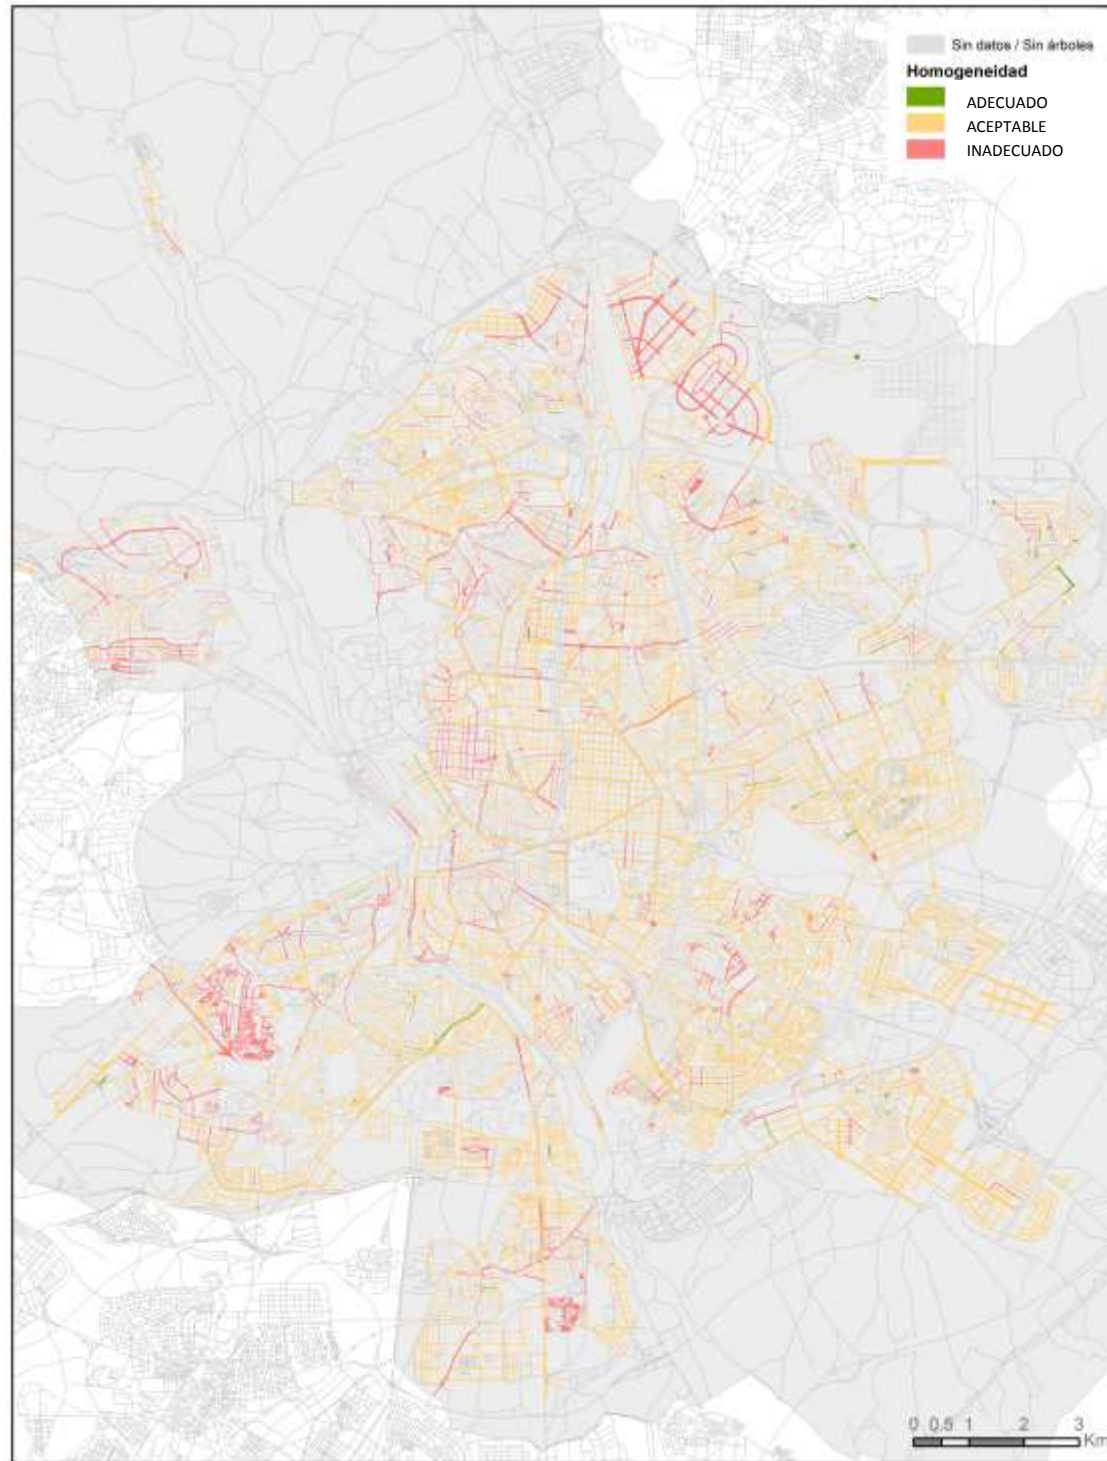 Sin datos / Sin árboles
Homogeneidad
ADECUADO
ACEPTABLE
INADECUADO
0 0,5 1 2 3
Km